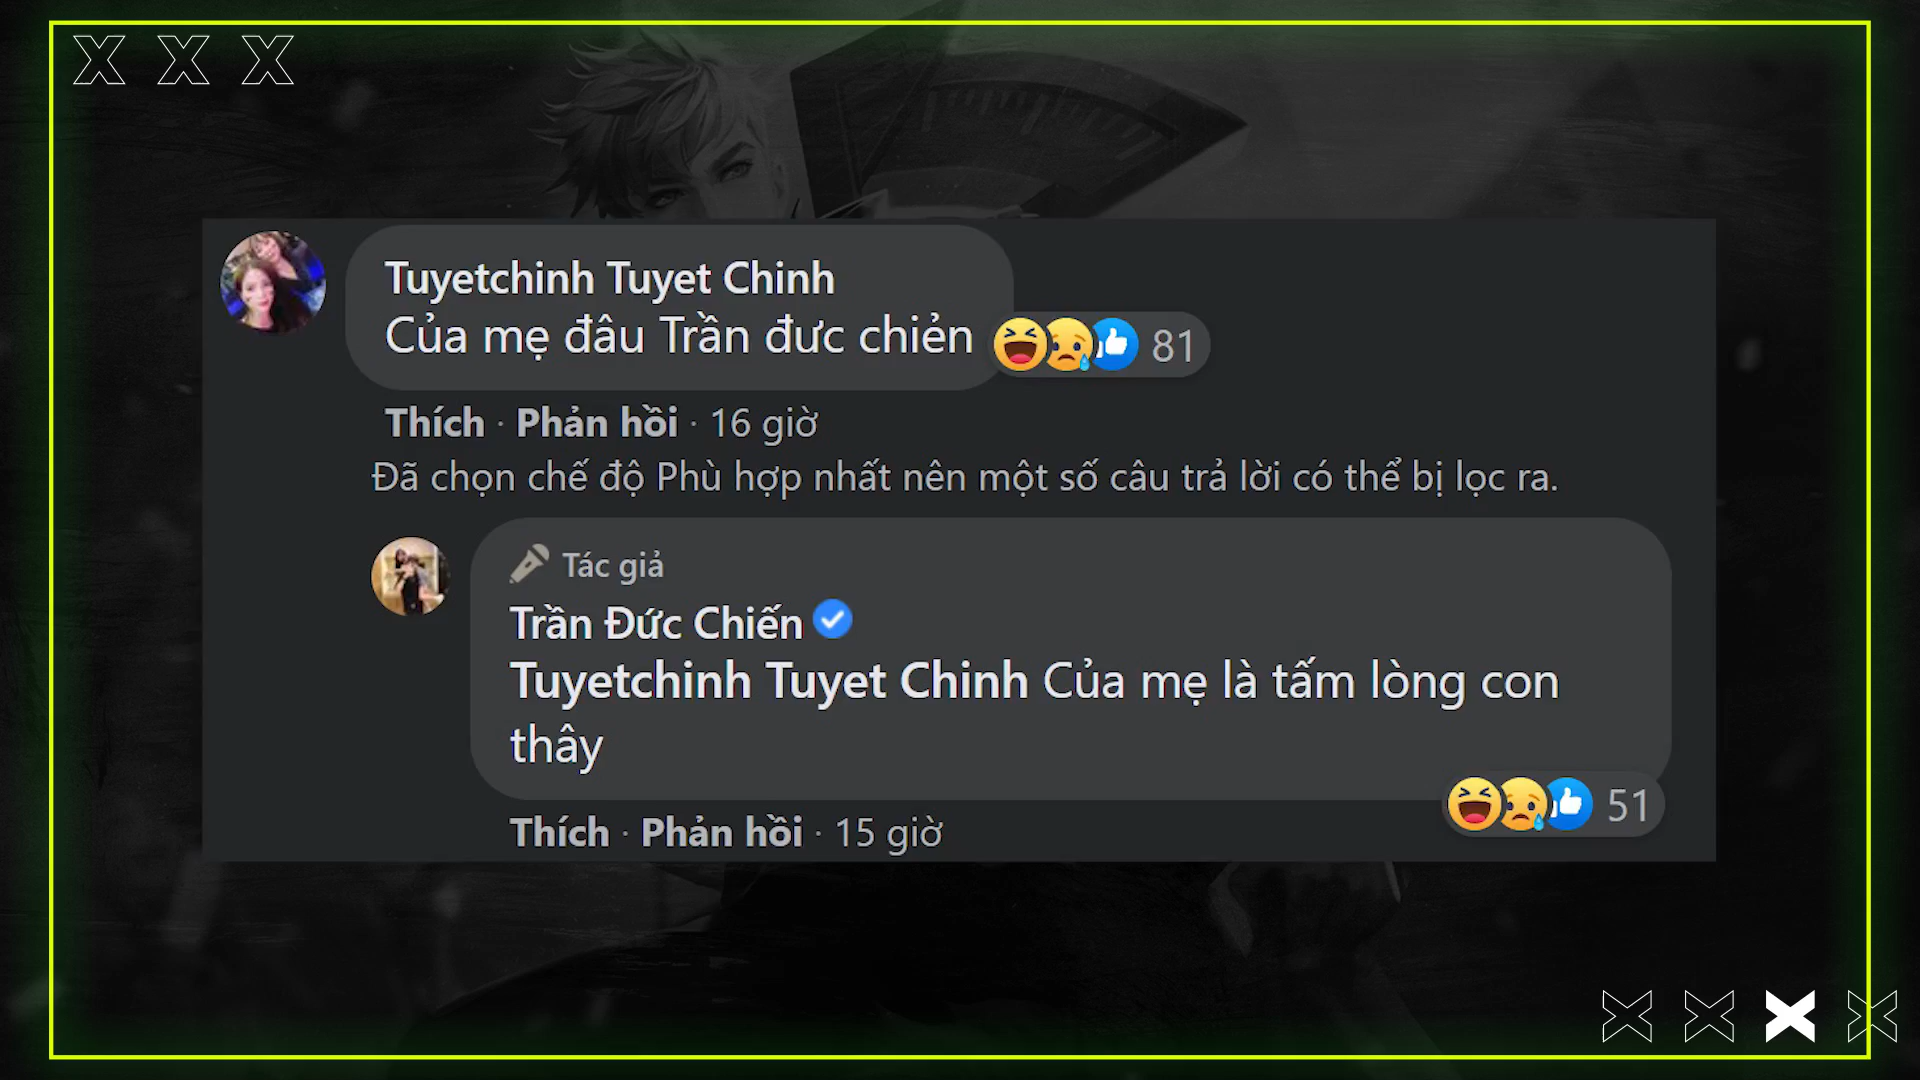 Tuyetchinh Tuyet Chinh
Của mẹ đâu Trần đưc chiẻn
81
Thích · Phản hồi · 16 giờ
Đã chọn chế độ Phù hợp nhất nên một số câu trả lời có thể bị lọc ra.
Tác giả
Trần Đức Chiến
Tuyetchinh Tuyet Chinh Của mẹ là tấm lòng con
thây
51
Thích · Phản hồi · 15 giờ